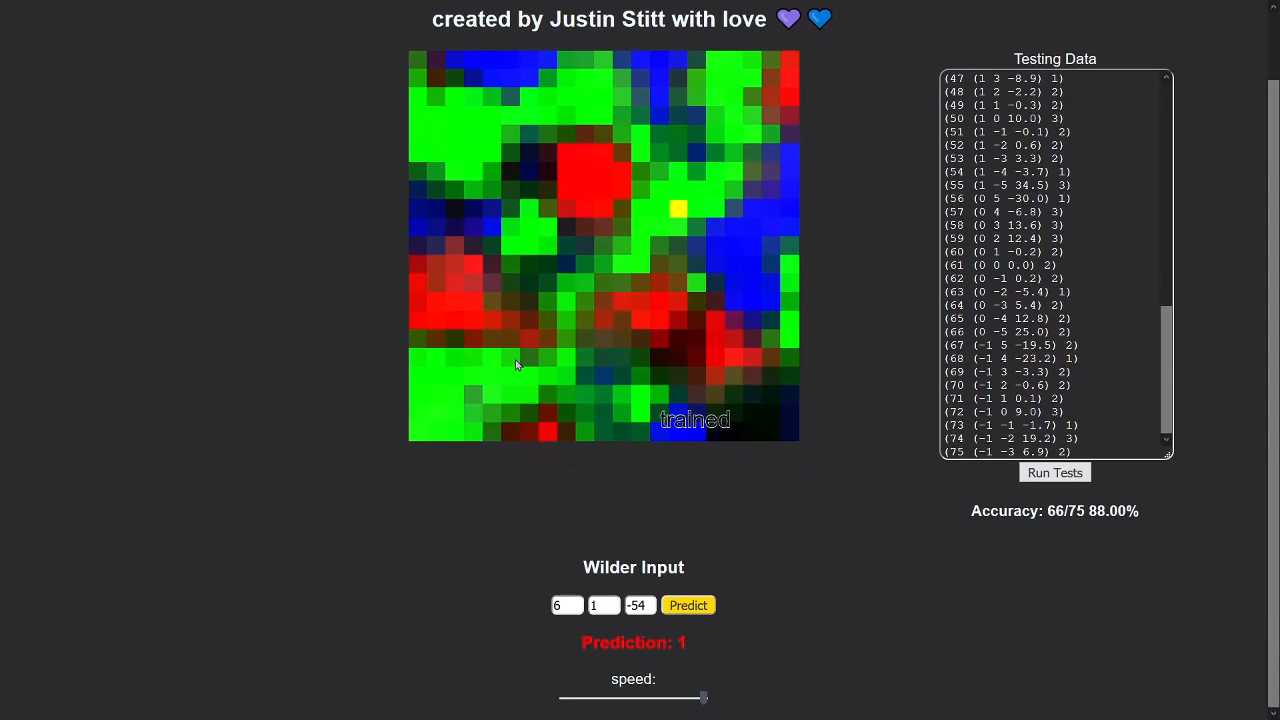 created by Justin Stitt with love 💜 💙
Testing Data
(47 (1 3 -8.9) 1)
(48 (1 2 -2.2) 2)
(49 (1 1 -0.3) 2)
(50 (1 0 10.0) 3)
(51 (1 -1 -0.1) 2)
(52 (1 -2 0.6) 2)
(53 (1 -3 3.3) 2)
(54 (1 -4 -3.7) 1)
(55 (1 -5 34.5) 3)
(56 (0 5 -30.0) 1)
(57 (0 4 -6.8) 3)
(58 (0 3 13.6) 3)
(59 (0 2 12.4) 3)
(60 (0 1 -0.2) 2)
(61 (0 0 0.0) 2)
(62 (0 -1 0.2) 2)
(63 (0 -2 -5.4) 1)
(64 (0 -3 5.4) 2)
(65 (0 -4 12.8) 2)
(66 (0 -5 25.0) 2)
(67 (-1 5 -19.5) 2)
(68 (-1 4 -23.2) 1)
(69 (-1 3 -3.3) 2)
(70 (-1 2 -0.6) 2)
(71 (-1 1 0.1) 2)
(72 (-1 0 9.0) 3)
(73 (-1 -1 -1.7) 1)
(74 (-1 -2 19.2) 3)
(75 (-1 -3 6.9) 2)
trained
Run Tests
Accuracy: 66/75 88.00%
Wilder Input
6 1 -54 Predict
Prediction: 1
speed: